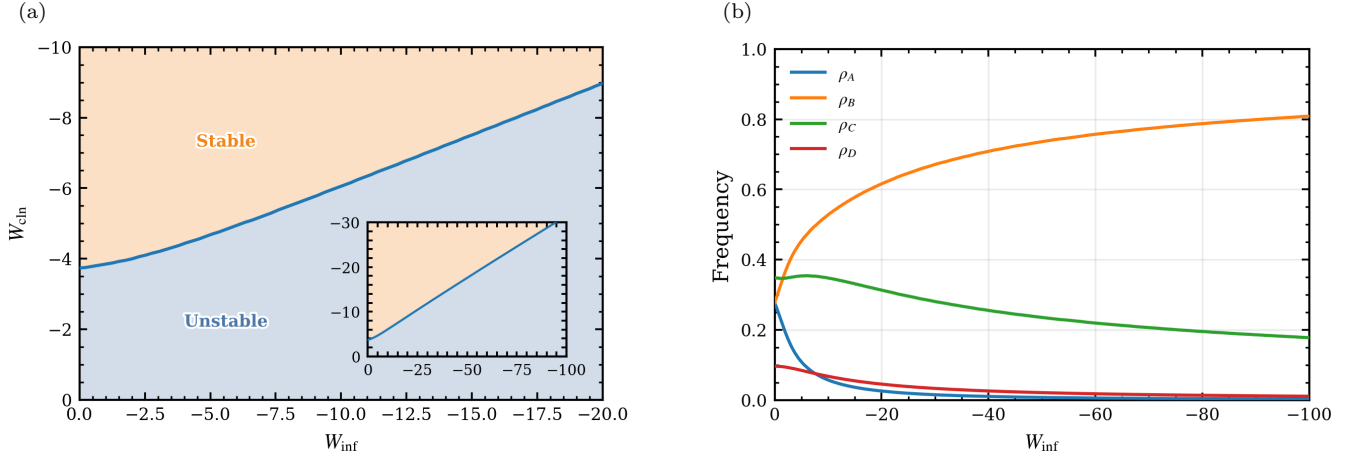 (a)
−10
−8
−6
−4
−2
0
W_cln
Stable
Unstable
−30
−20
−10
0
0 −25 −50 −75 −100
0.0 −2.5 −5.0 −7.5 −10.0 −12.5 −15.0 −17.5 −20.0
W_inf
(b)
1.0
0.8
0.6
0.4
0.2
0.0
Frequency
ρ_A
ρ_B
ρ_C
ρ_D
0 −20 −40 −60 −80 −100
W_inf